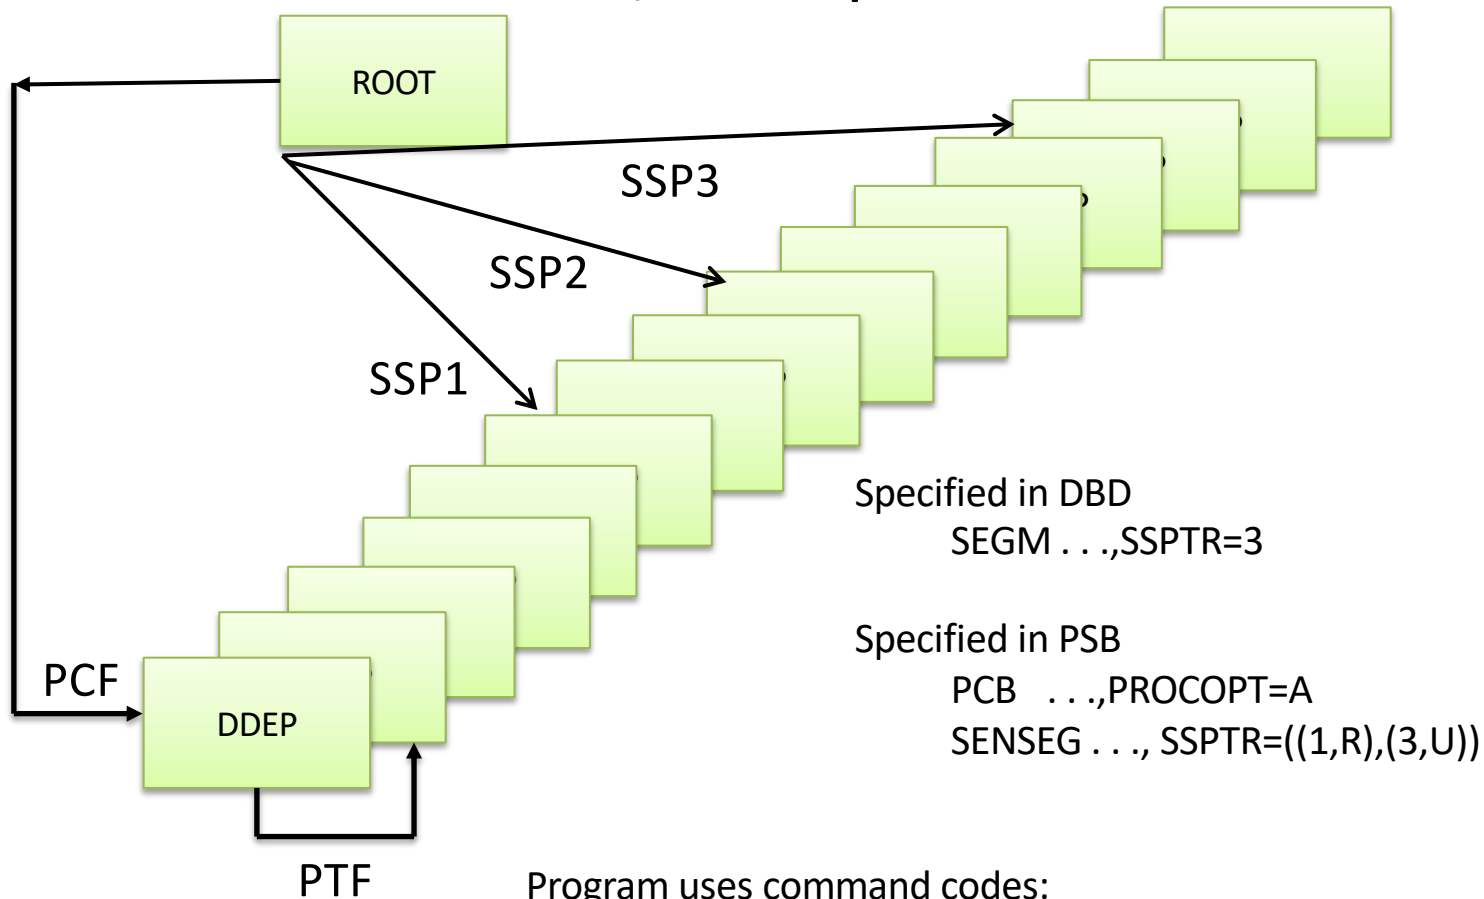 ROOT
SSP3
SSP2
SSP1
Specified in DBD
SEGM . . .,SSPTR=3
Specified in PSB
PCF
PCB . . .,PROCOPT=A
DDEP
SENSEG . . ., SSPTR=((1,R),(3,U))
PTF
Program uses command codes: